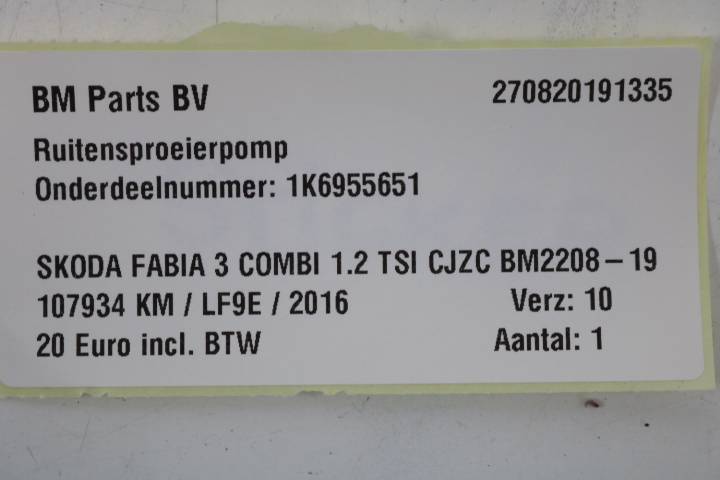 BM Parts BV 270820191335
Ruitensproeierpomp
Onderdeelnummer: 1K6955651
SKODA FABIA 3 COMBI 1.2 TSI CJZC BM2208-19
107934 KM / LF9E / 2016 Verz: 10
20 Euro incl. BTW Aantal: 1